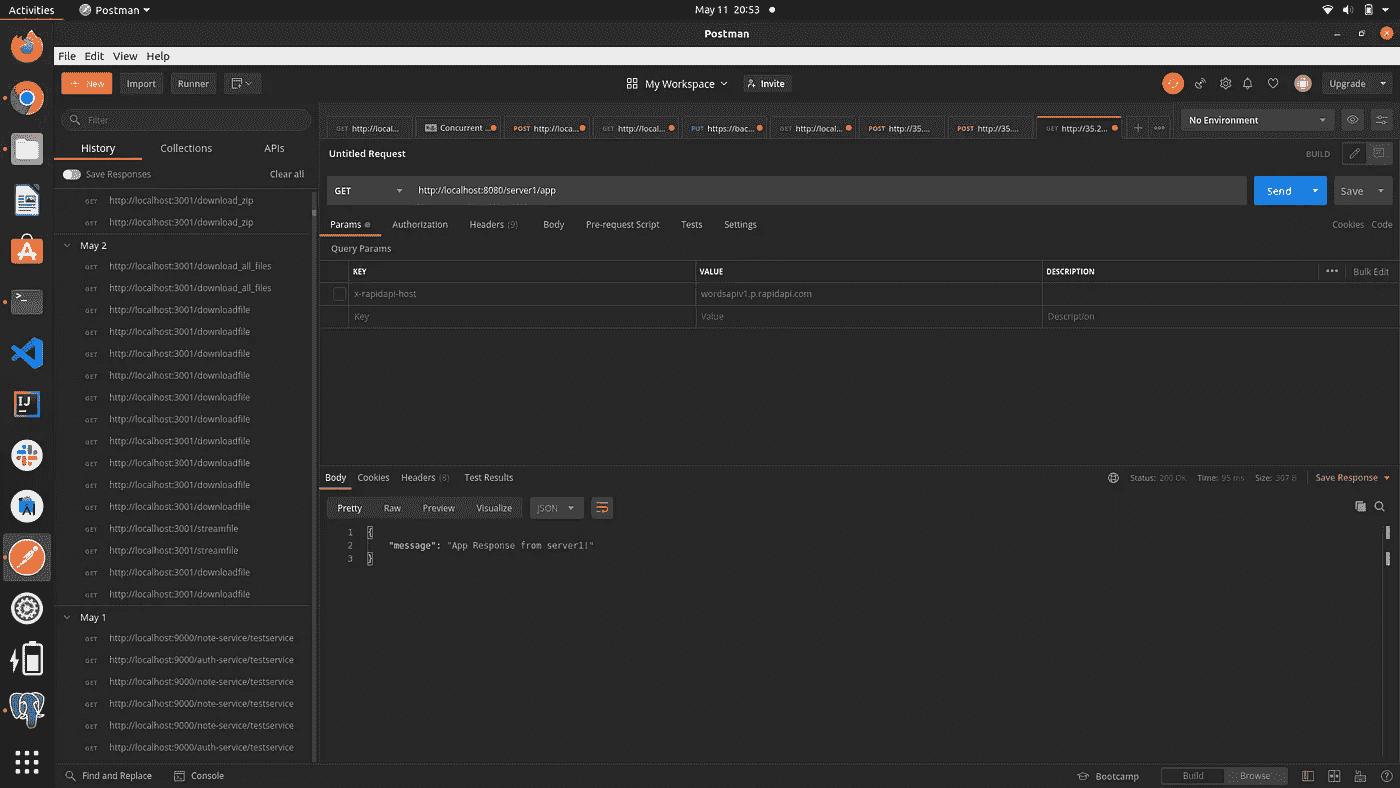 Activities Postman May 11 20:53
Postman
File Edit View Help
New Import Runner My Workspace Invite Upgrade
Filter
GET http://local... Concurrent ... POST http://loca... GET http://local... PUT https://bac... GET http://local... POST http://35.... POST http://35.... GET http://35.2... No Environment
History Collections APIs
Untitled Request BUILD
Save Responses Clear all
GET http://localhost:8080/server1/app Send Save
GET http://localhost:3001/download_zip
GET http://localhost:3001/download_zip
Params Authorization Headers (9) Body Pre-request Script Tests Settings Cookies Code
May 2
Query Params
GET http://localhost:3001/download_all_files
KEY VALUE DESCRIPTION Bulk Edit
GET http://localhost:3001/download_all_files
x-rapidapi-host wordsapiv1.p.rapidapi.com
GET http://localhost:3001/downloadfile
Key Value Description
GET http://localhost:3001/downloadfile
GET http://localhost:3001/downloadfile
GET http://localhost:3001/downloadfile
GET http://localhost:3001/downloadfile
GET http://localhost:3001/downloadfile
GET http://localhost:3001/downloadfile
GET http://localhost:3001/downloadfile
GET http://localhost:3001/downloadfile
GET http://localhost:3001/downloadfile
GET http://localhost:3001/streamfile
GET http://localhost:3001/streamfile
GET http://localhost:3001/downloadfile
GET http://localhost:3001/downloadfile
Body Cookies Headers (8) Test Results Status: 200 OK Time: 95 ms Size: 307 B Save Response
Pretty Raw Preview Visualize JSON
1 {
2 "message": "App Response from server1!"
3 }
May 1
GET http://localhost:9000/note-service/testservice
GET http://localhost:9000/auth-service/testservice
GET http://localhost:9000/note-service/testservice
GET http://localhost:9000/note-service/testservice
GET http://localhost:9000/note-service/testservice
GET http://localhost:9000/auth-service/testservice
Find and Replace Console Bootcamp Build Browse